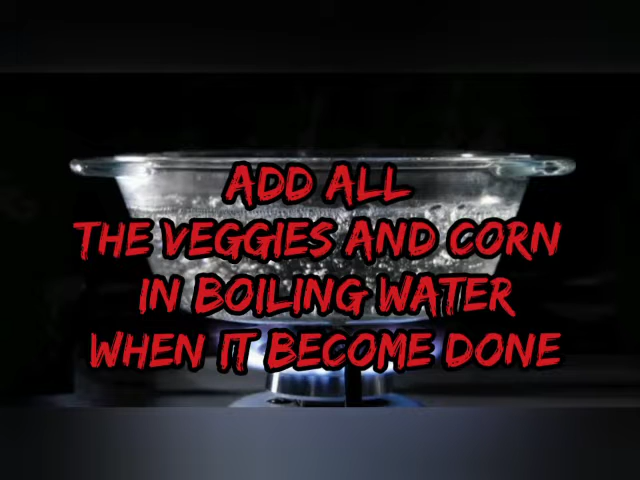 ADD ALL
THE VEGGIES AND CORN
IN BOILING WATER
WHEN IT BECOME DONE